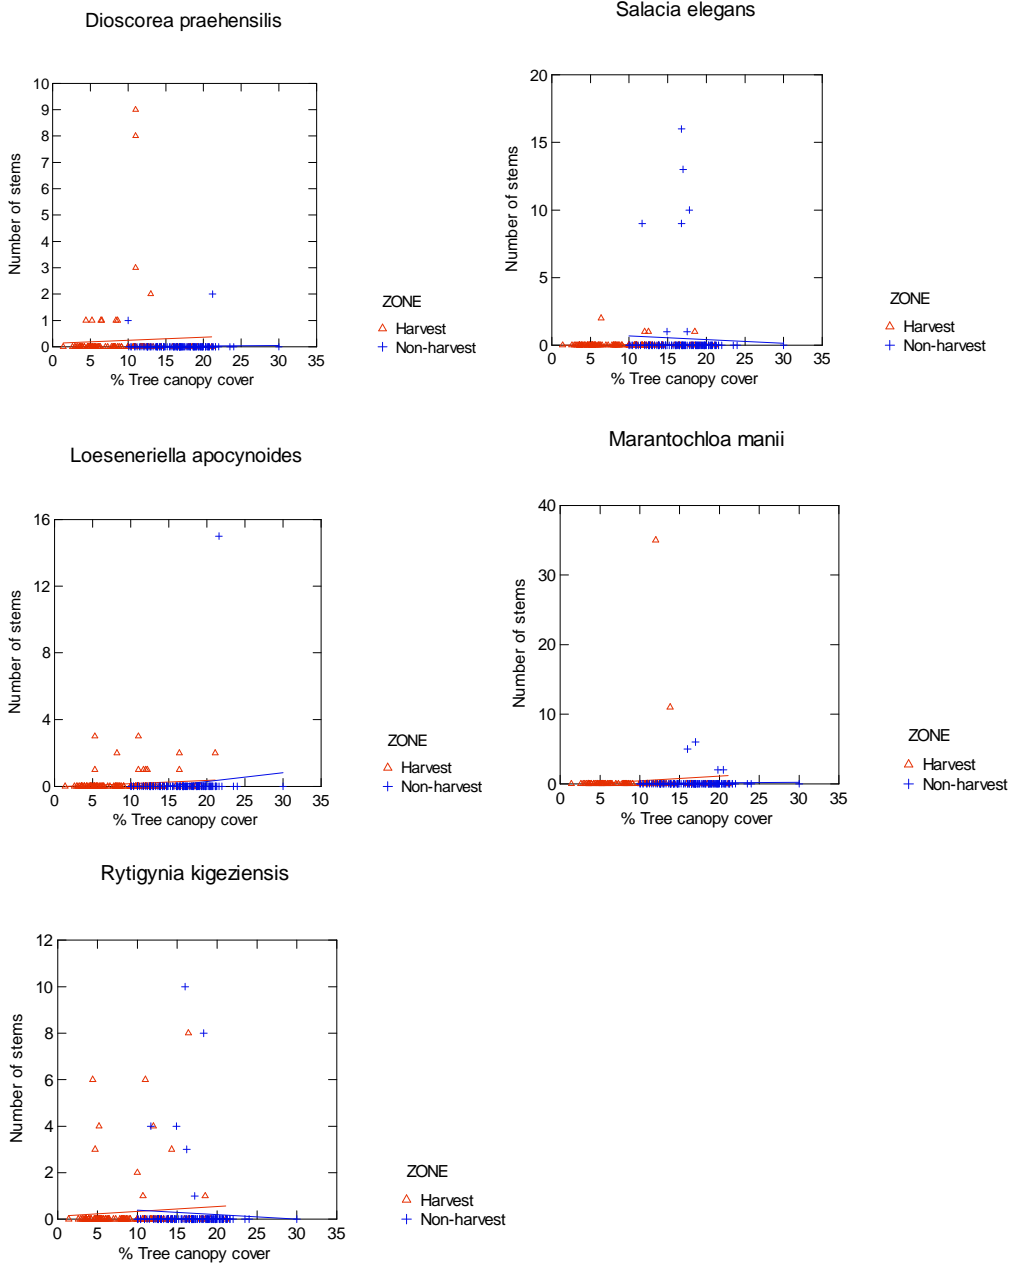 Dioscorea praehensilis
10
9
8
7
6
5
4
3
2
1
0
Number of stems
0 5 10 15 20 25 30 35
% Tree canopy cover
ZONE
Harvest
Non-harvest
Salacia elegans
20
15
10
5
0
Number of stems
0 5 10 15 20 25 30 35
% Tree canopy cover
ZONE
Harvest
Non-harvest
Loeseneriella apocynoides
16
12
8
4
0
Number of stems
0 5 10 15 20 25 30 35
% Tree canopy cover
ZONE
Harvest
Non-harvest
Marantochloa manii
40
30
20
10
0
Number of stems
0 5 10 15 20 25 30 35
% Tree canopy cover
ZONE
Harvest
Non-harvest
Rytigynia kigeziensis
12
10
8
6
4
2
0
Number of stems
0 5 10 15 20 25 30 35
% Tree canopy cover
ZONE
Harvest
Non-harvest